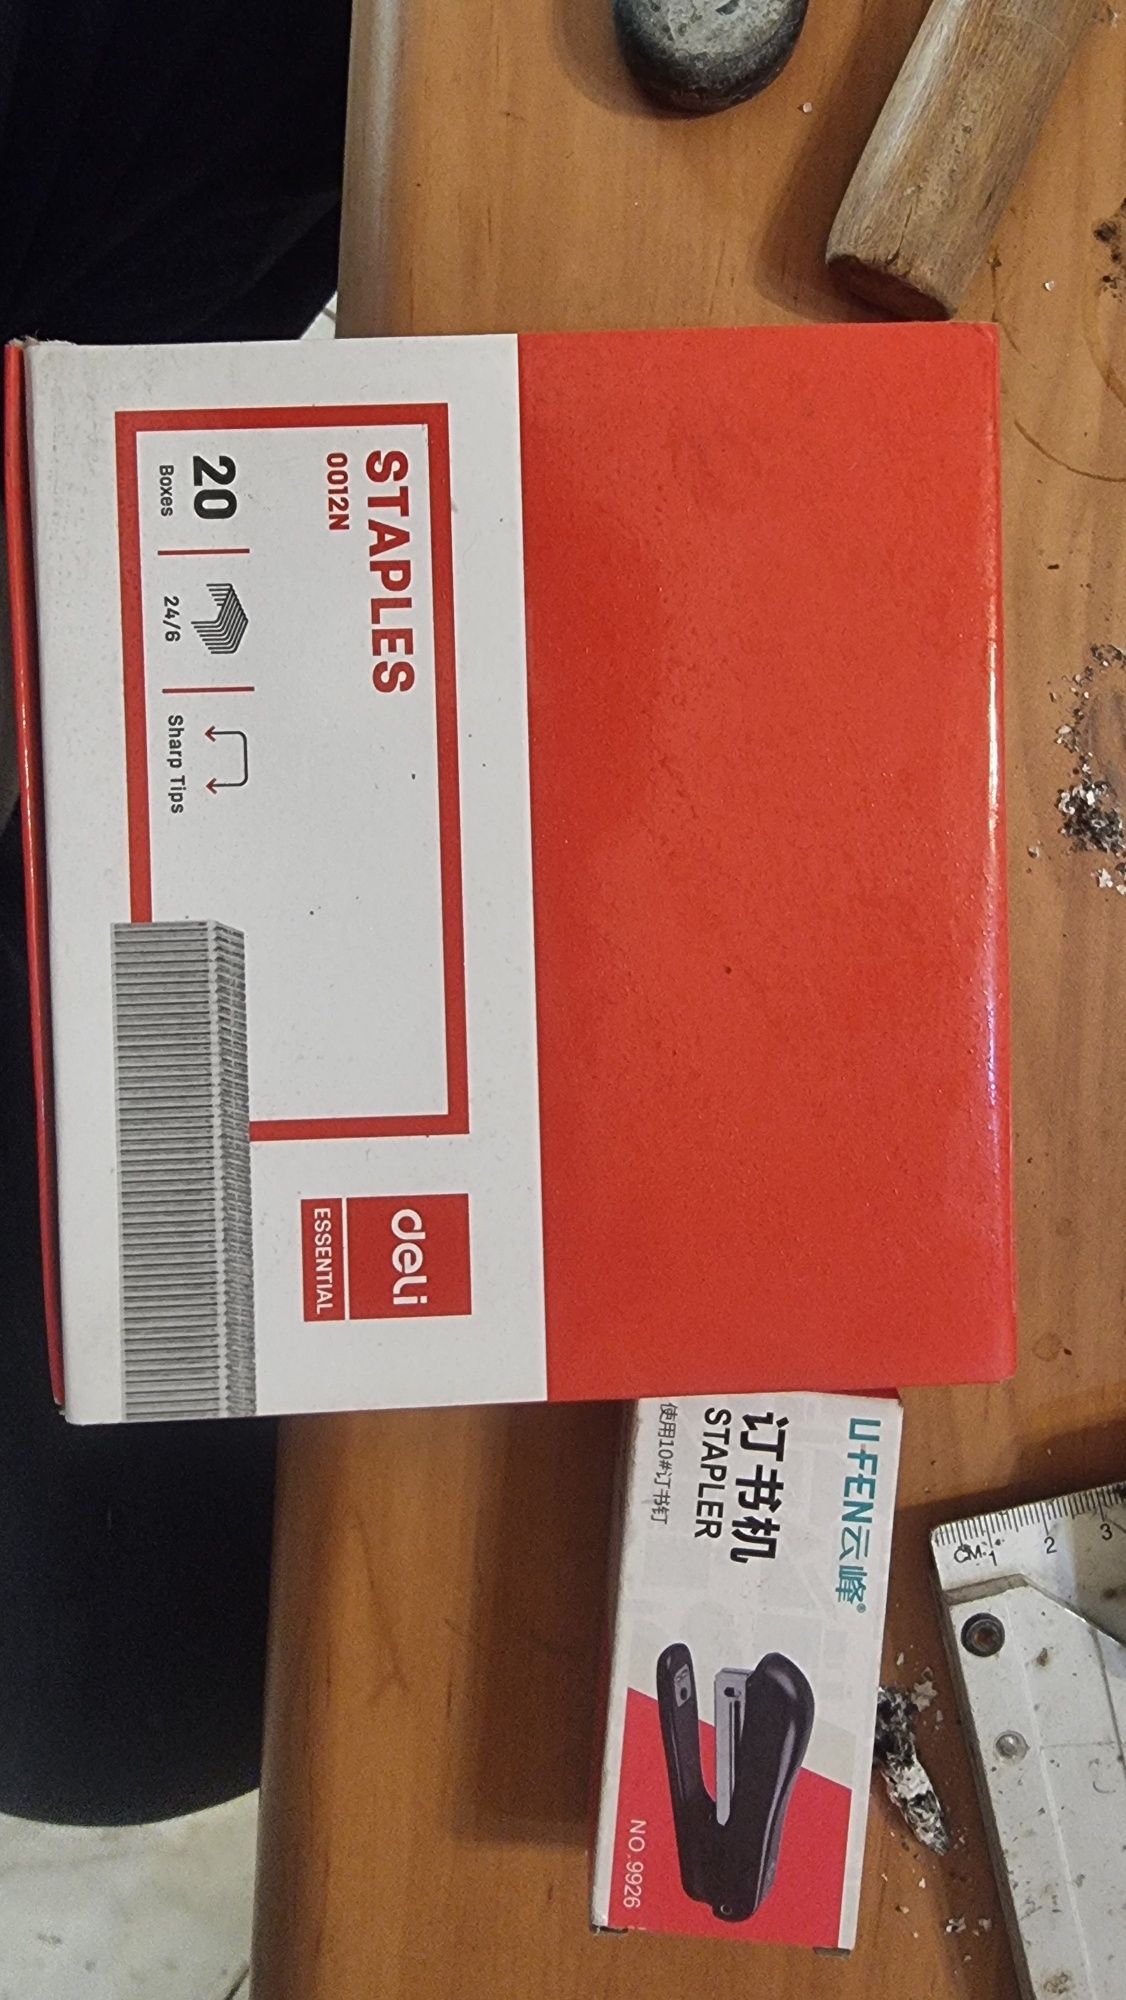 STAPLES
0012N
20
Boxes
24/6
Sharp Tips
deli
ESSENTIAL
UFEN云峰®
订书机
STAPLER
使用10#订书钉
NO.9926
CM
1
2
3